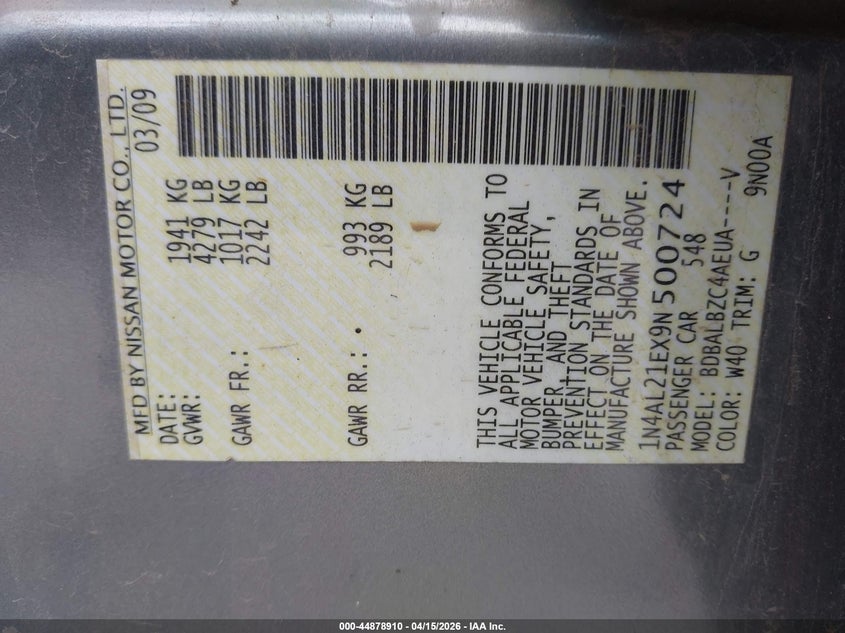 MFD BY NISSAN MOTOR CO., LTD.
DATE: 03/09
GVWR: 1941 KG
4279 LB
GAWR FR.: 1017 KG
2242 LB
GAWR RR.: 993 KG
2189 LB
THIS VEHICLE CONFORMS TO
ALL APPLICABLE FEDERAL
MOTOR VEHICLE SAFETY,
BUMPER, AND THEFT
PREVENTION STANDARDS IN
EFFECT ON THE DATE OF
MANUFACTURE SHOWN ABOVE.
1N4AL21EX9N500724
PASSENGER CAR 548
MODEL: BDBALBZC4AEUA----V
COLOR: W40 TRIM: G 9N00A
000-44878910 - 04/15/2026 - IAA Inc.